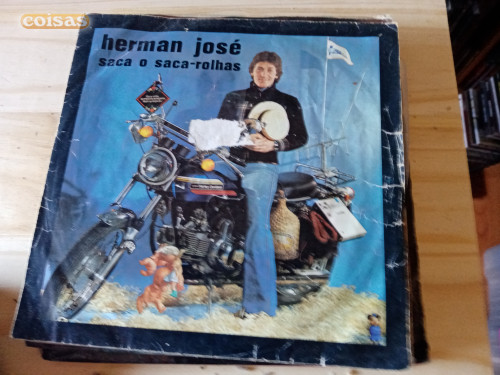 coisas
herman josé
saca o saca-rolhas